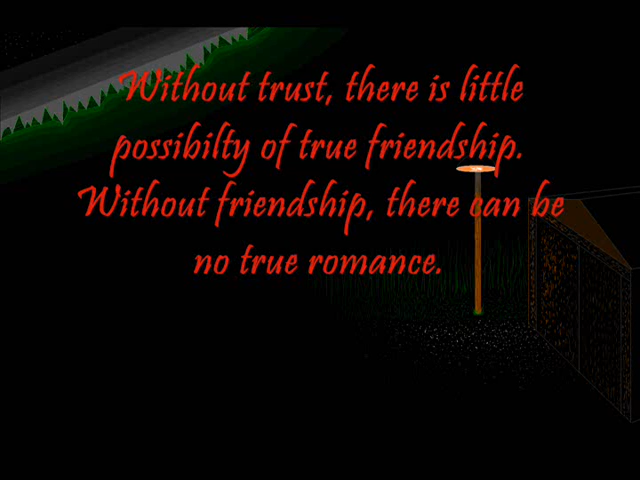 Without trust, there is little
possibilty of true friendship.
Without friendship, there can be
no true romance.